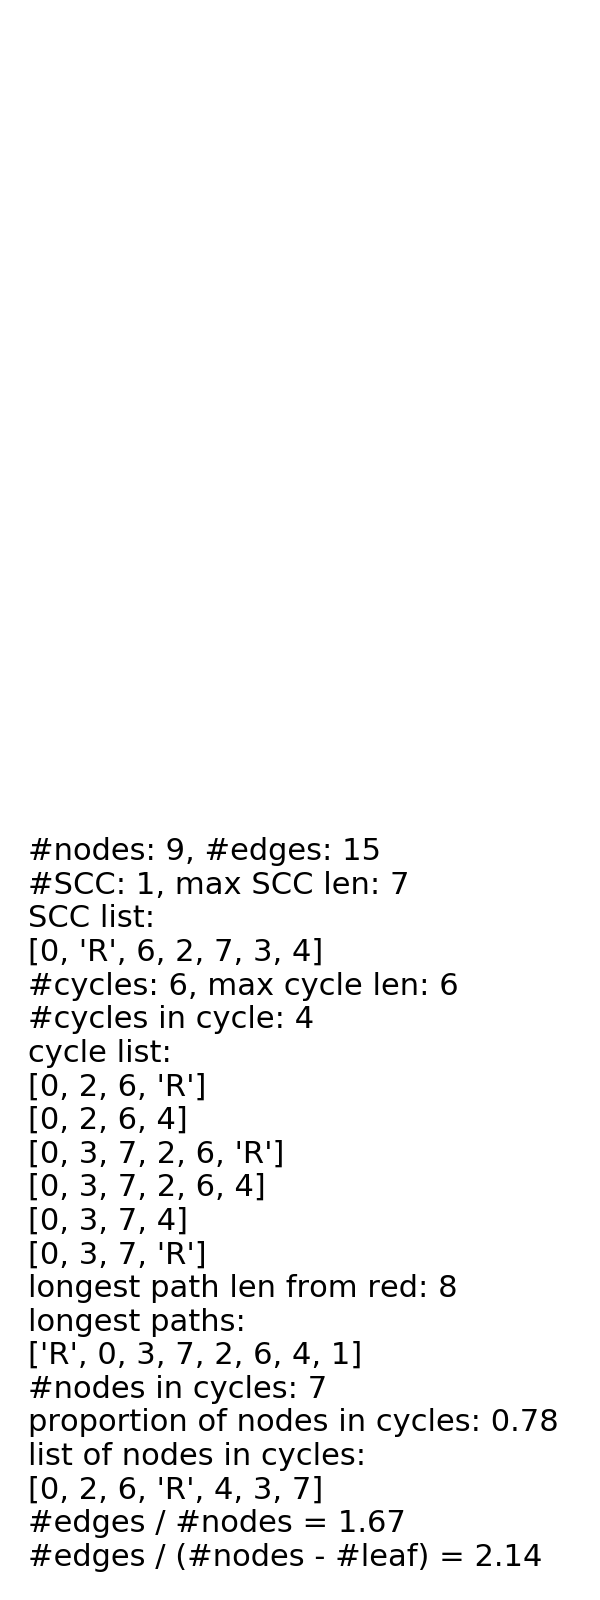 #nodes: 9, #edges: 15
#SCC: 1, max SCC len: 7
SCC list:
[0, 'R', 6, 2, 7, 3, 4]
#cycles: 6, max cycle len: 6
#cycles in cycle: 4
cycle list:
[0, 2, 6, 'R']
[0, 2, 6, 4]
[0, 3, 7, 2, 6, 'R']
[0, 3, 7, 2, 6, 4]
[0, 3, 7, 4]
[0, 3, 7, 'R']
longest path len from red: 8
longest paths:
['R', 0, 3, 7, 2, 6, 4, 1]
#nodes in cycles: 7
proportion of nodes in cycles: 0.78
list of nodes in cycles:
[0, 2, 6, 'R', 4, 3, 7]
#edges / #nodes = 1.67
#edges / (#nodes - #leaf) = 2.14